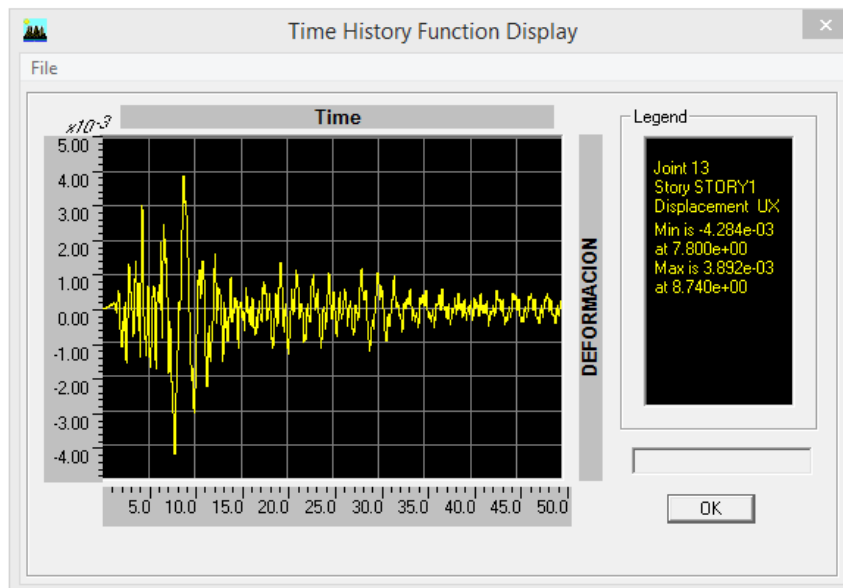 Time History Function Display
×
File
x10-3
Time
5.00
4.00
3.00
2.00
1.00
0.00
-1.00
-2.00
-3.00
-4.00
5.0 10.0 15.0 20.0 25.0 30.0 35.0 40.0 45.0 50.0
DEFORMACION
Legend
Joint 13
Story STORY1
Displacement UX
Min is -4.284e-03
at 7.800e+00
Max is 3.892e-03
at 8.740e+00
OK